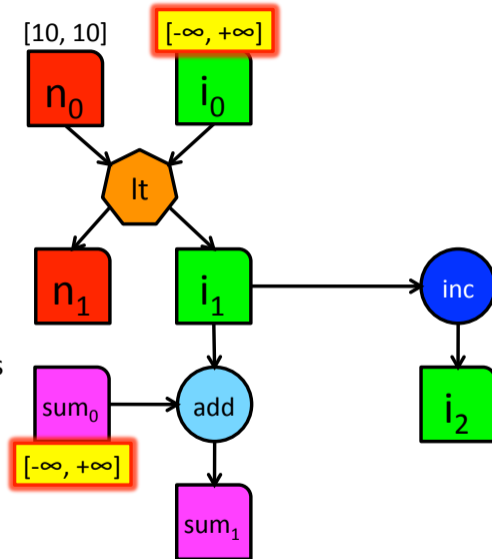 [10, 10]
[-∞, +∞]
n₀
i₀
lt
n₁
i₁
inc
s
sum₀
add
i₂
[-∞, +∞]
sum₁